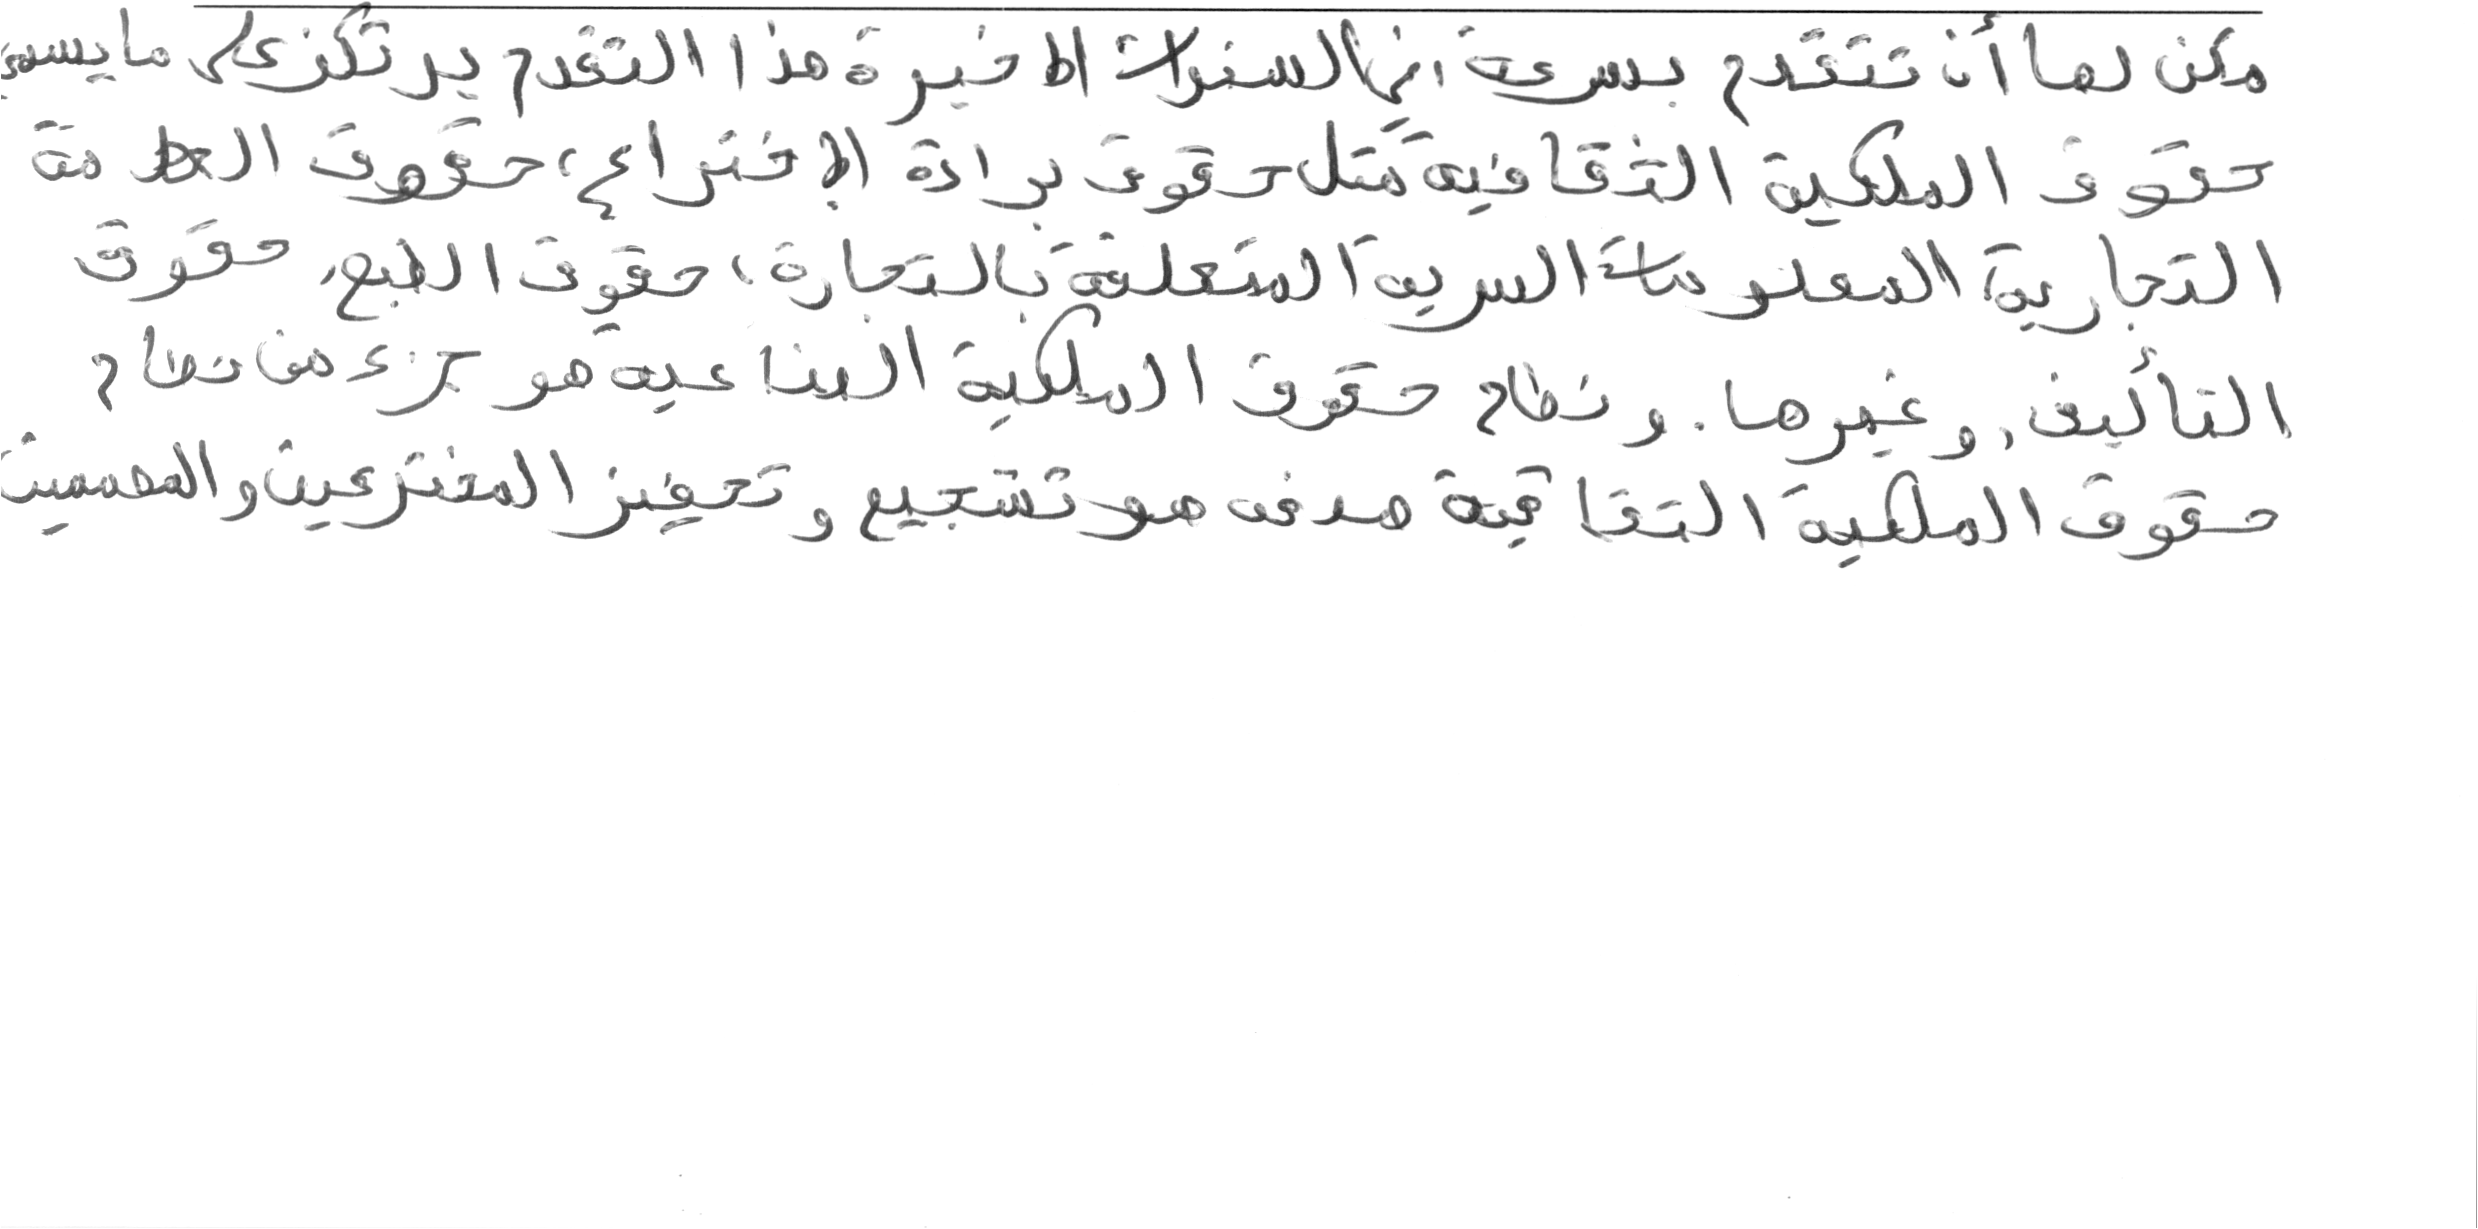 مكن لها أن تتقدم بسرعة في السنوات الاخيرة هذا التقدم يرتكز على ما يسمى
حقوق الملكية الثقافية مثل حقوق براءة الاختراع، حقوق العلامة
التجارية، المعلومات السرية المتعلقة بالتجارة، حقوق الطبع، حقوق
التأليف، وغيرها. ونظام حقوق الملكية الصناعية هو جزء من نظام
حقوق الملكية الثقافية هدفه هو تشجيع وتحفيز المخترعين والمصممين